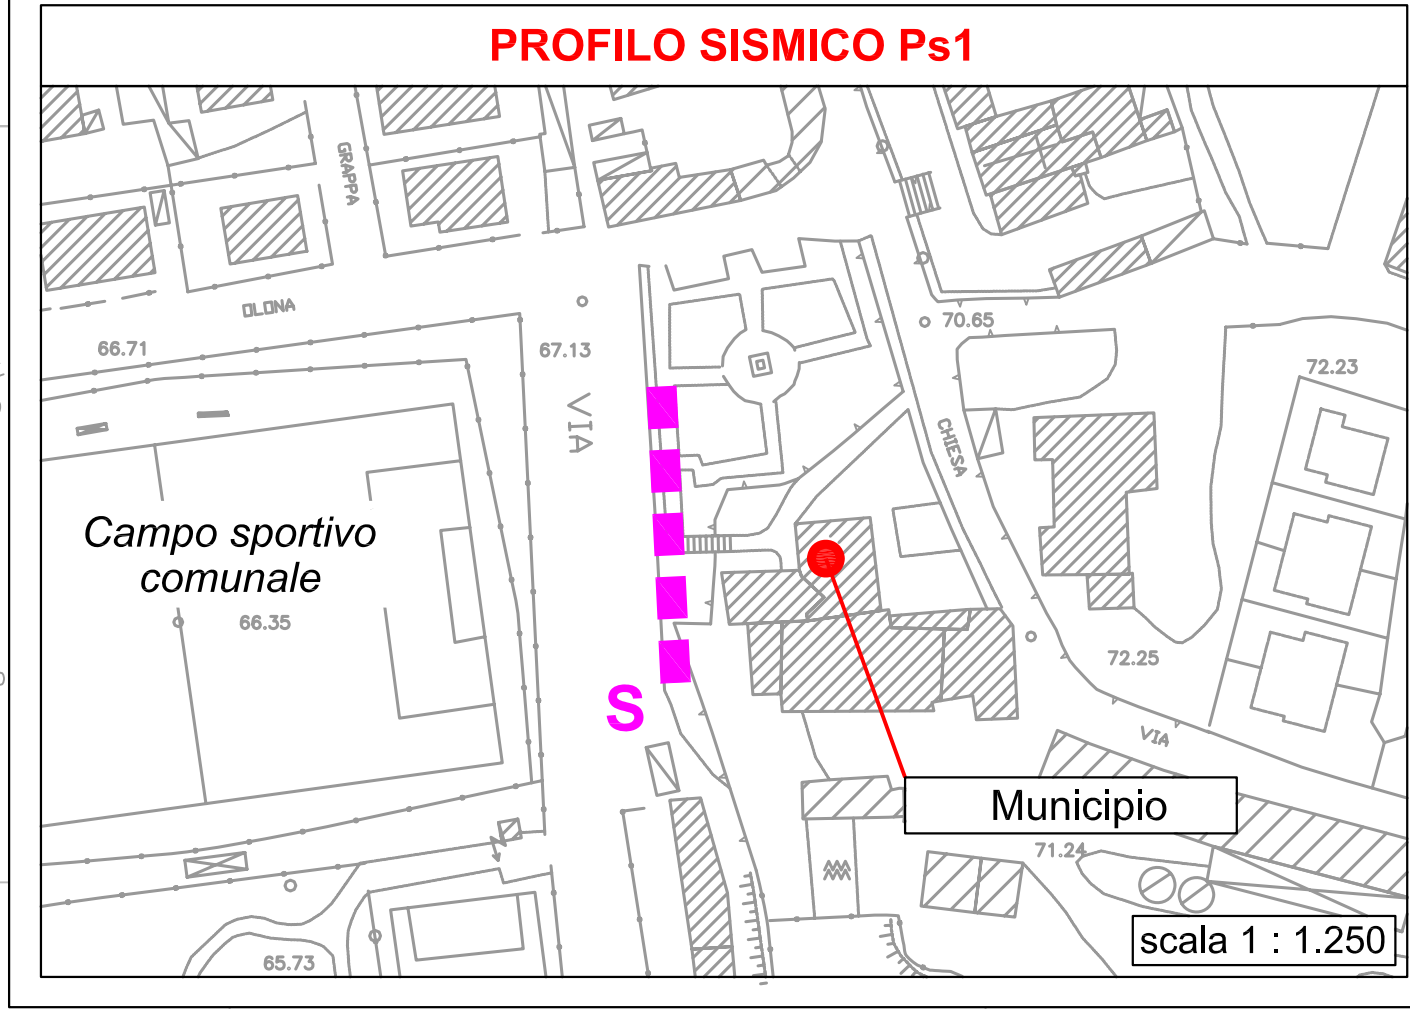 PROFILO SISMICO Ps1
GRAPPA
OLONA
70.65
66.71
67.13
72.23
VIA
CHIESA
Campo sportivo
comunale
66.35
72.25
S
VIA
Municipio
71.24
scala 1 : 1.250
65.73